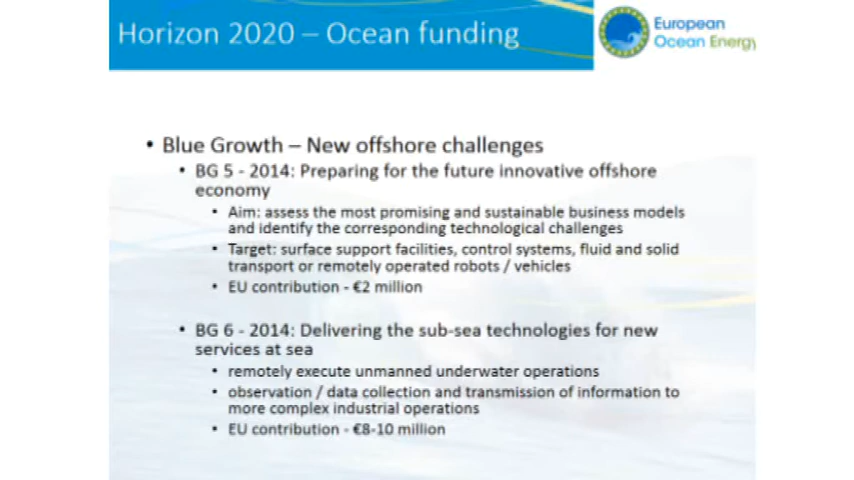 Horizon 2020 – Ocean funding
European
Ocean Energy
• Blue Growth – New offshore challenges
• BG 5 - 2014: Preparing for the future innovative offshore
economy
• Aim: assess the most promising and sustainable business models
and identify the corresponding technological challenges
• Target: surface support facilities, control systems, fluid and solid
transport or remotely operated robots / vehicles
• EU contribution - €2 million
• BG 6 - 2014: Delivering the sub-sea technologies for new
services at sea
• remotely execute unmanned underwater operations
• observation / data collection and transmission of information to
more complex industrial operations
• EU contribution - €8-10 million